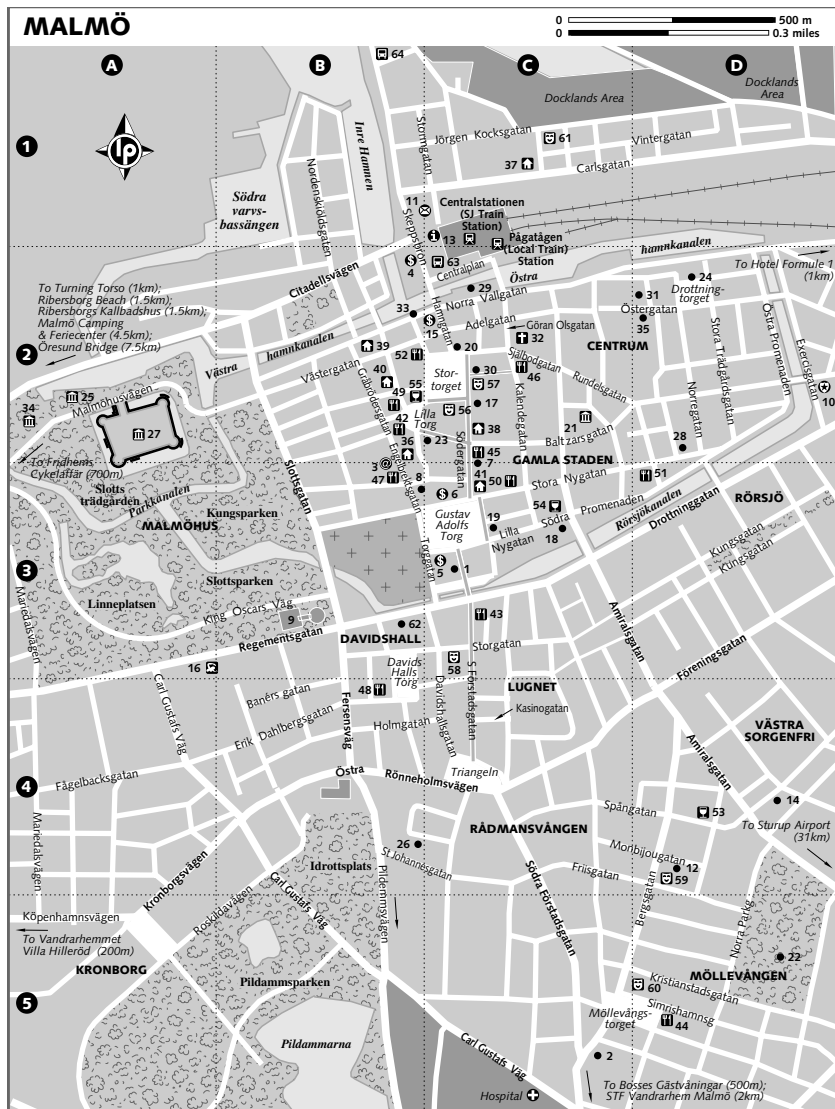 MALMÖ
0 500 m
0 0.3 miles
A
B
C
D
64
Docklands Area
Docklands
Area
1
lp
Inre Hamnen
Stormgatan
Jörgen Kocksgatan
61
Vintergatan
37
Carlsgatan
Nordenskiöldsgatan
Södra
varvs-
bassängen
11
Skeppsbron
Centralstationen
(SJ Train
Station)
13
Pågatågen
(Local Train)
Station
hamnkanalen
Citadellsvägen
4
63
Centralplan
Östra
24
Drottning-
torget
To Hotel Formule 1
(1km)
To Turning Torso (1km);
Ribersborg Beach (1.5km);
Ribersborgs Kallbadshus (1.5km);
Malmö Camping
& Feriecenter (4.5km);
Öresund Bridge (7.5km)
29
Norra Vallgatan
31
Östergatan
35
33
Hamngatan
15
Adelgatan
Göran Olsgatan
32
CENTRUM
2
Västra
hamnkanalen
39
52
20
Sjalbodgatan
46
Rundelsgatan
Stora Trädgårdsgatan
Östra Promenaden
Exercisgatan
10
Västergatan
40
Gråbrödersgatan
49
55
Stor-
torget
30
57
17
Kalendegatan
Norregatan
25
Malmöhusvägen
34
27
42
Lilla
Torg
56
38
21
Baltzarsgatan
28
36
23
Södergatan
45
GAMLA STADEN
3
Engelbrektsgatan
7
To Fridhems
Cykelaffär (700m)
47
8
6
41
50
Stora Nygatan
51
Slotts
trädgården
Parkkanalen
MALMÖHUS
Slottsgatan
Kungsparken
Gustav
Adolfs
Torg
19
Lilla
Nygatan
54
Södra Promenaden
18
Rörsjökanalen
Drottninggatan
RÖRSJÖ
Kungsgatan
Kungsgatan
3
Slottsparken
Linneplatsen
Torggatan
5
1
Mariedalsvägen
King Oscars Väg
9
Regementsgatan
62
DAVIDSHALL
43
Amiralsgatan
Storgatan
16
Davids
Halls
Torg
58
Föreningsgatan
Carl Gustafs Väg
Banérs gatan
48
LUGNET
Kasinogatan
Fersensväg
Davidshallsgatan
S Förstadsgatan
Erik Dahlbergsgatan
Holmgatan
VÄSTRA
SORGENFRI
Fågelbacksgatan
Amiralsgatan
4
Östra
Rönneholmsvägen
Triangeln
Mariedalsvägen
Spångatan
53
14
To Sturup Airport
(31km)
RÅDMANSVÅNGEN
26
St Johannesgatan
Monbijougatan
12
Friisgatan
59
Kronborgsvägen
Idrottsplats
Carl Gustafs Väg
Pildemmsvägen
Södra Förstadsgatan
Bergsgatan
Norra Parkg
Köpenhamnsvägen
Roskildavägen
To Vandrarhemmet
Villa Hilleröd (200m)
KRONBORG
22
MÖLLEVÅNGEN
Pildammsparken
60
Kristianstadsgatan
5
Möllevångs-
torget
Simrishamnsg
44
Pildammarna
Carl Gustafs Väg
2
Hospital
To Bosses Gästvåningar (500m);
STF Vandrarhem Malmö (2km)